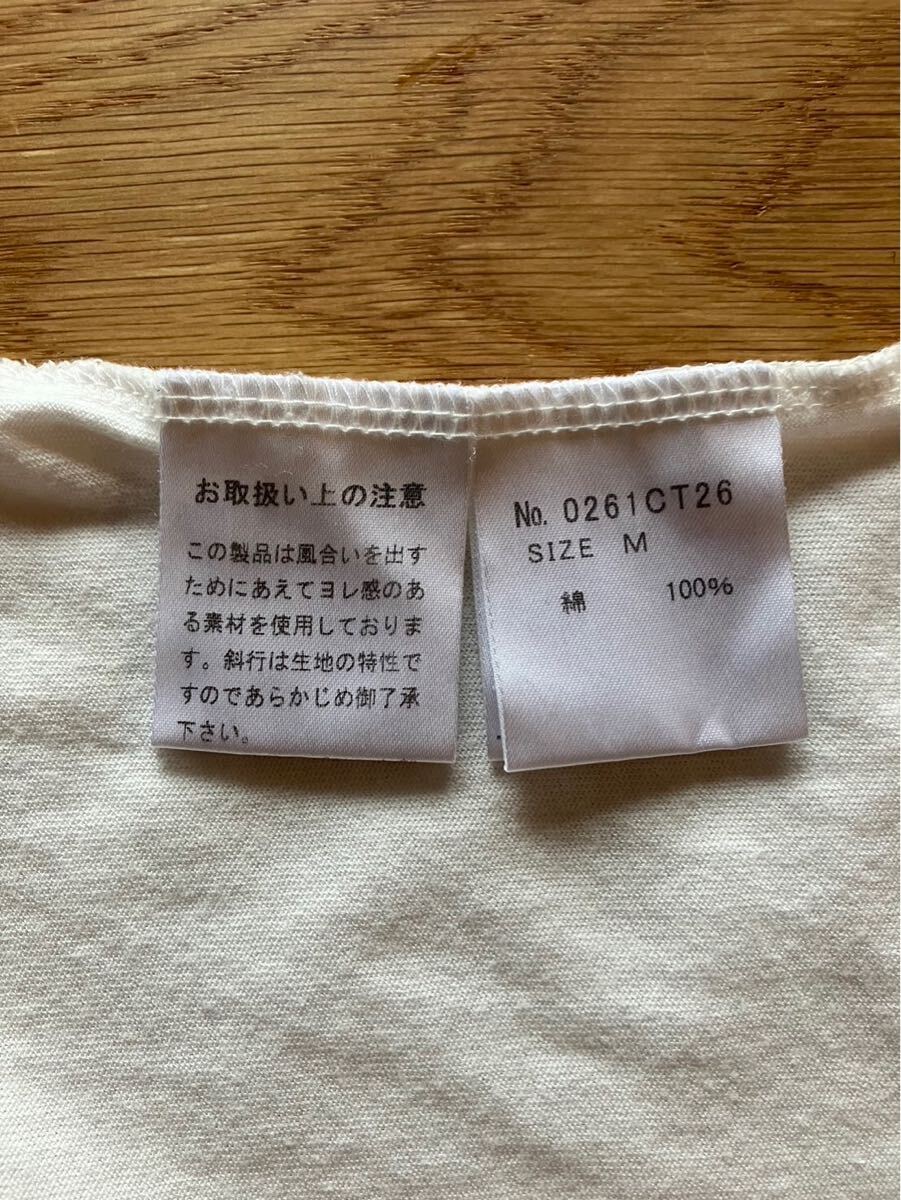 お取扱い上の注意
この製品は風合いを出す
ためにあえてヨレ感のあ
る素材を使用しておりま
す。斜行は生地の特性で
すのであらかじめ御了承
下さい。
No. 0261CT26
SIZE M
綿 100%